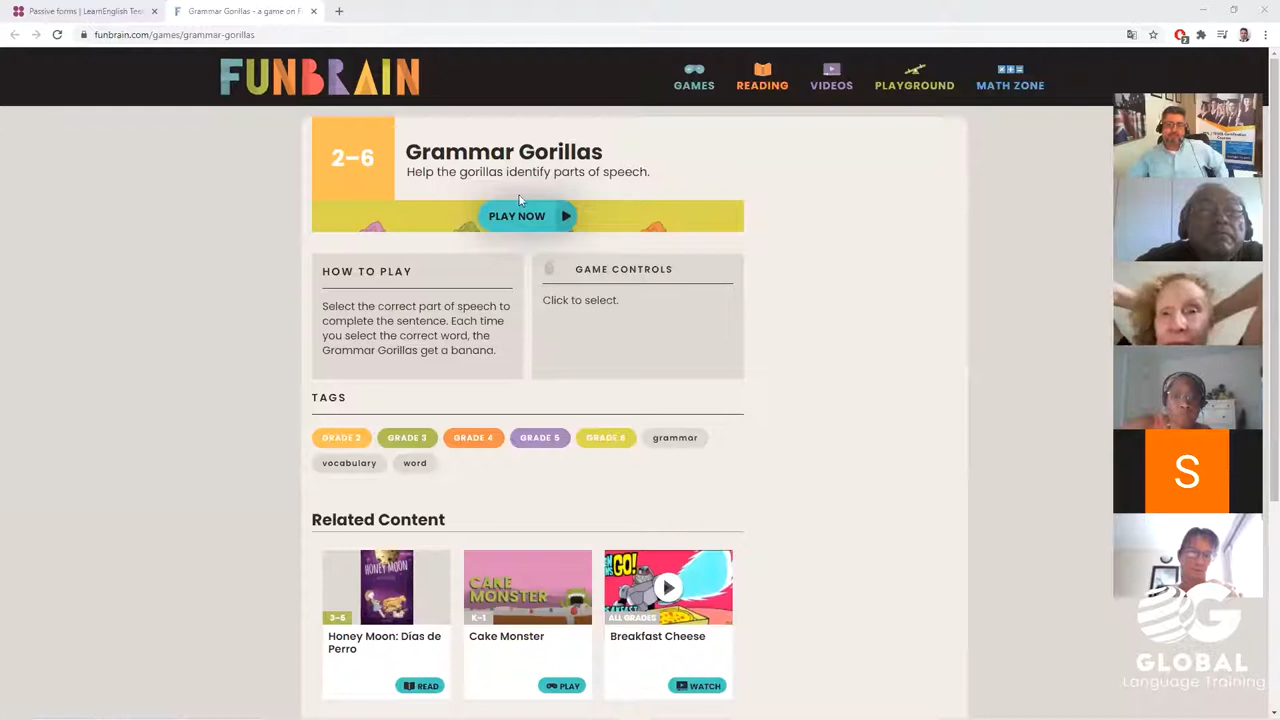 Passive forms | LearnEnglish Tee
Grammar Gorillas - a game on F
funbrain.com/games/grammar-gorillas
2
FUNBRAIN
GAMES
READING
VIDEOS
PLAYGROUND
MATH ZONE
2–6
Grammar Gorillas
Help the gorillas identify parts of speech.
PLAY NOW
HOW TO PLAY
Select the correct part of speech to
complete the sentence. Each time
you select the correct word, the
Grammar Gorillas get a banana.
GAME CONTROLS
Click to select.
TAGS
GRADE 2
GRADE 3
GRADE 4
GRADE 5
GRADE 6
grammar
vocabulary
word
Related Content
HONEY MOON
3-5
Honey Moon: Días de
Perro
READ
CAKE
MONSTER
K-1
Cake Monster
PLAY
GO!
ALL GRADES
Breakfast Cheese
WATCH
S
G
GLOBAL
Language Training